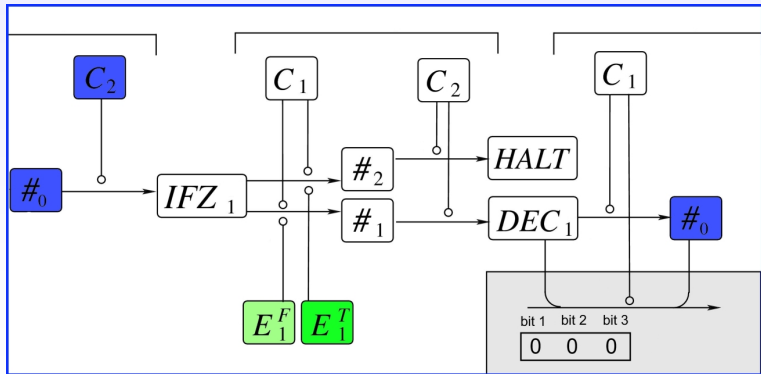 C₂
C₁
C₂
C₁
#₀
IFZ₁
#₂
HALT
#₁
DEC₁
#₀
E₁ᶠ
E₁ᵀ
bit 1 bit 2 bit 3
0 0 0